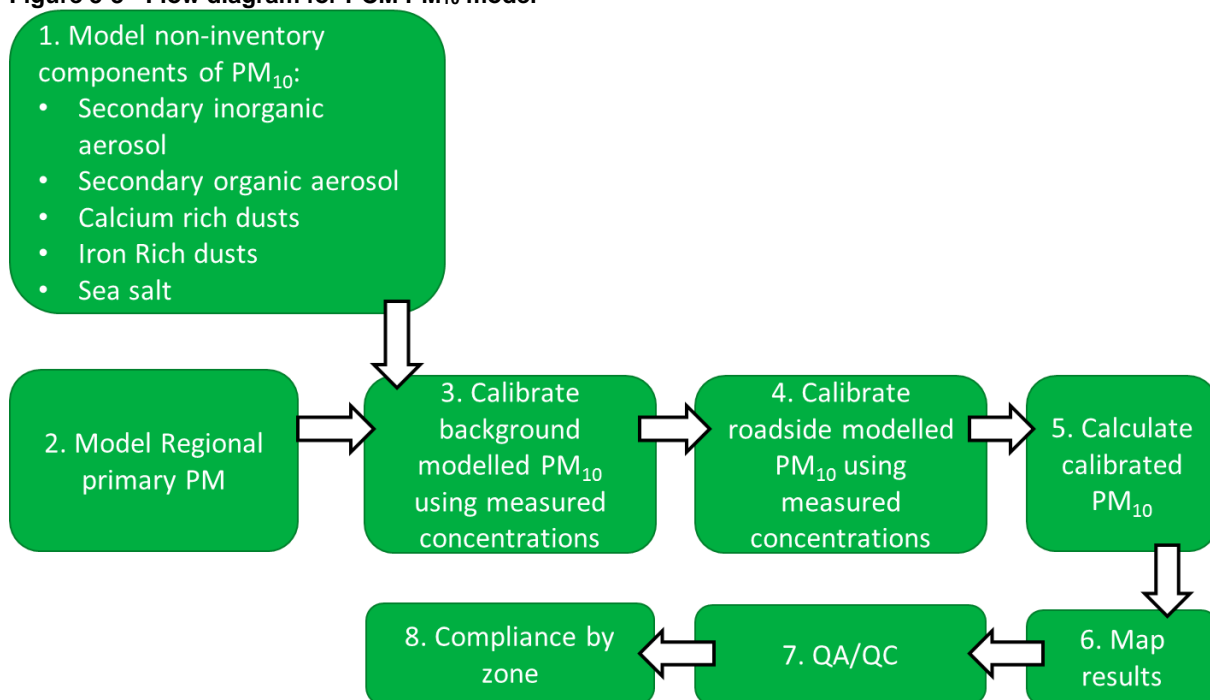 1. Model non-inventory
components of PM₁₀:
• Secondary inorganic
aerosol
• Secondary organic aerosol
• Calcium rich dusts
• Iron Rich dusts
• Sea salt
2. Model Regional
primary PM
3. Calibrate
background
modelled PM₁₀
using measured
concentrations
4. Calibrate
roadside modelled
PM₁₀ using
measured
concentrations
5. Calculate
calibrated
PM₁₀
6. Map
results
7. QA/QC
8. Compliance by
zone